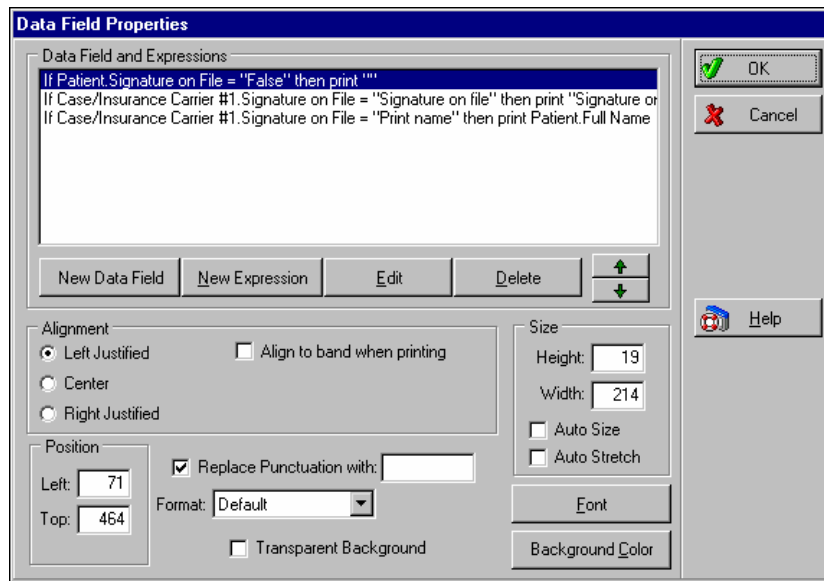 Data Field Properties
Data Field and Expressions
If Patient.Signature on File = "False" then print ""
If Case/Insurance Carrier #1.Signature on File = "Signature on file" then print "Signature or
If Case/Insurance Carrier #1.Signature on File = "Print name" then print Patient.Full Name
New Data Field
New Expression
Edit
Delete
OK
Cancel
Help
Alignment
Left Justified
Align to band when printing
Center
Right Justified
Size
Height: 19
Width: 214
Auto Size
Auto Stretch
Position
Left: 71
Top: 464
Replace Punctuation with:
Format: Default
Transparent Background
Font
Background Color